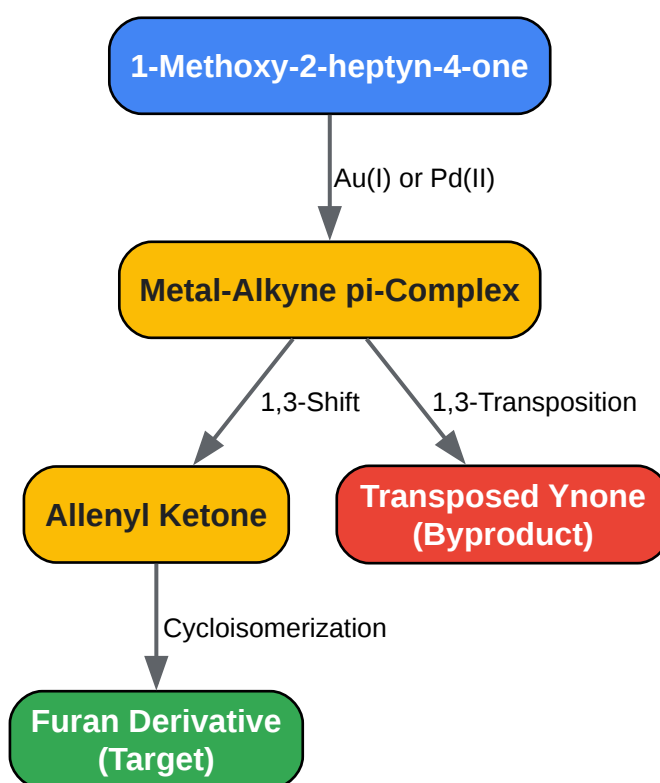 1-Methoxy-2-heptyn-4-one
Au(I) or Pd(II)
Metal-Alkyne pi-Complex
1,3-Shift
1,3-Transposition
Allenyl Ketone
Transposed Ynone
(Byproduct)
Cycloisomerization
Furan Derivative
(Target)